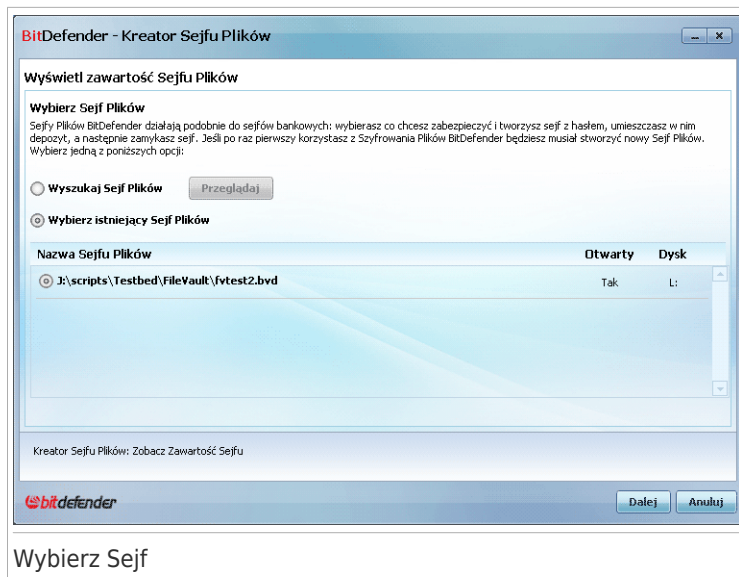 BitDefender - Kreator Sejfu Plików
Wyświetl zawartość Sejfu Plików
Wybierz Sejf Plików
Sejfy Plików BitDefender działają podobnie do sejfów bankowych: wybierasz co chcesz zabezpieczyć i tworzysz sejf z hasłem, umieszczasz w nim
depozyt, a następnie zamykasz sejf. Jeśli po raz pierwszy korzystasz z Szyfrowania Plików BitDefender będziesz musiał stworzyć nowy Sejf Plików.
Wybierz jedną z poniższych opcji:
Wyszukaj Sejf Plików Przeglądaj
Wybierz istniejący Sejf Plików
Nazwa Sejfu Plików Otwarty Dysk
J:\scripts\Testbed\FileVault\fvtest2.bvd Tak L:
Kreator Sejfu Plików: Zobacz Zawartość Sejfu
bitdefender Dalej Anuluj
Wybierz Sejf